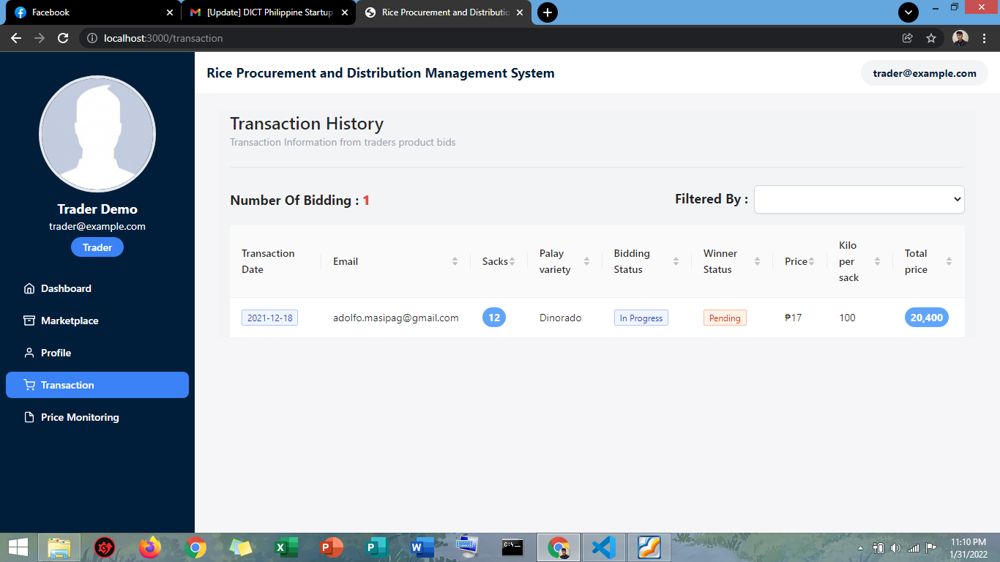 Facebook
[Update] DICT Philippine Startup
Rice Procurement and Distributio
localhost:3000/transaction
Rice Procurement and Distribution Management System
trader@example.com
Trader Demo
trader@example.com
Trader
Dashboard
Marketplace
Profile
Transaction
Price Monitoring
Transaction History
Transaction Information from traders product bids
Number Of Bidding : 1
Filtered By :
Transaction Date
Email
Sacks
Palay variety
Bidding Status
Winner Status
Price
Kilo per sack
Total price
2021-12-18
adolfo.masipag@gmail.com
12
Dinorado
In Progress
Pending
₱17
100
20,400
11:10 PM
1/31/2022